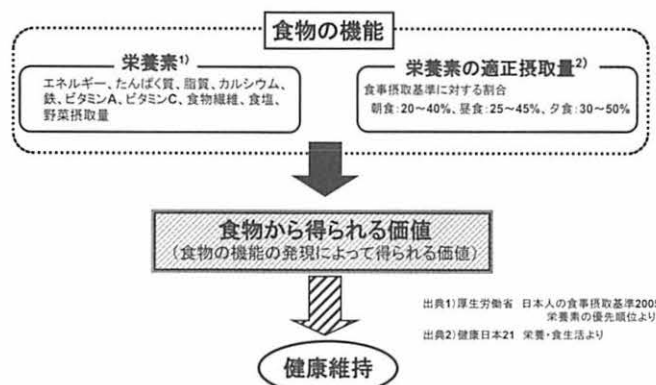 食物の機能
栄養素1)
エネルギー、たんぱく質、脂質、カルシウム、
鉄、ビタミンA、ビタミンC、食物繊維、食塩、
野菜摂取量
栄養素の適正摂取量2)
食事摂取基準に対する割合
朝食:20~40%、昼食:25~45%、夕食:30~50%
食物から得られる価値
(食物の機能の発現によって得られる価値)
健康維持
出典1)厚生労働省 日本人の食事摂取基準2005
栄養素の優先順位より
出典2)健康日本21 栄養・食生活より